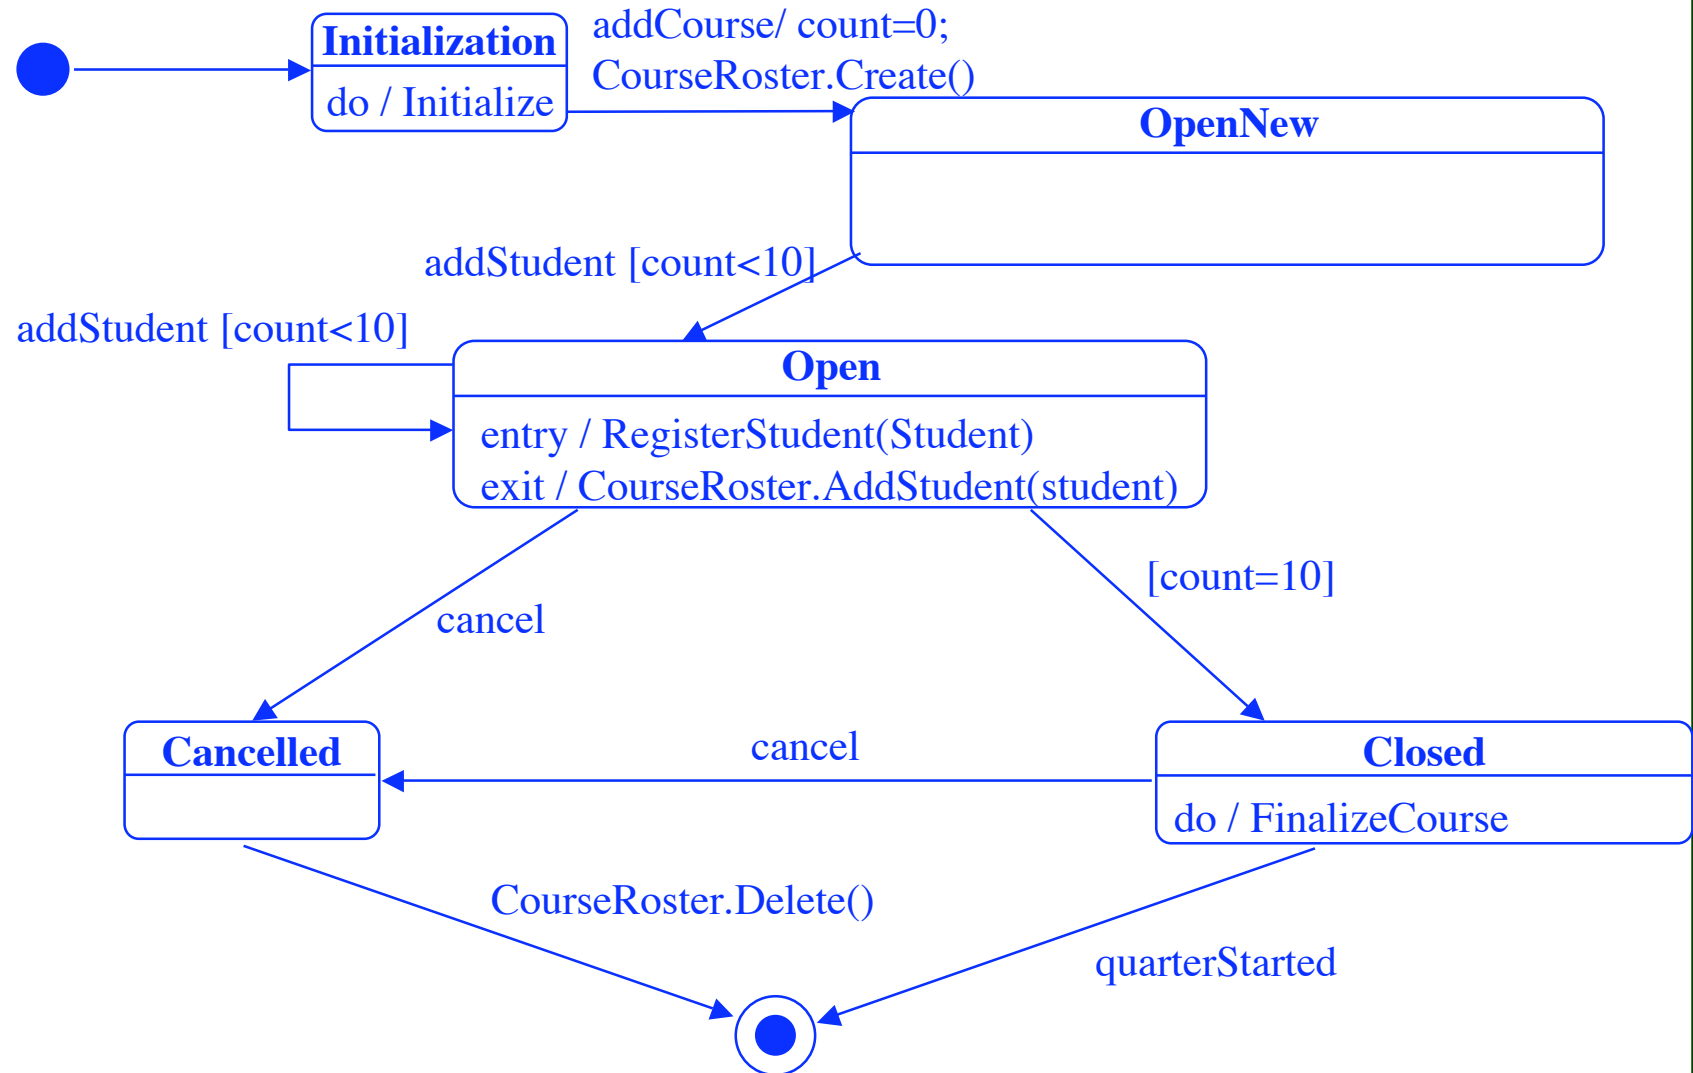 Initialization
do / Initialize
addCourse/ count=0;
CourseRoster.Create()
OpenNew
addStudent [count<10]
addStudent [count<10]
Open
entry / RegisterStudent(Student)
exit / CourseRoster.AddStudent(student)
cancel
[count=10]
Cancelled
cancel
Closed
do / FinalizeCourse
CourseRoster.Delete()
quarterStarted